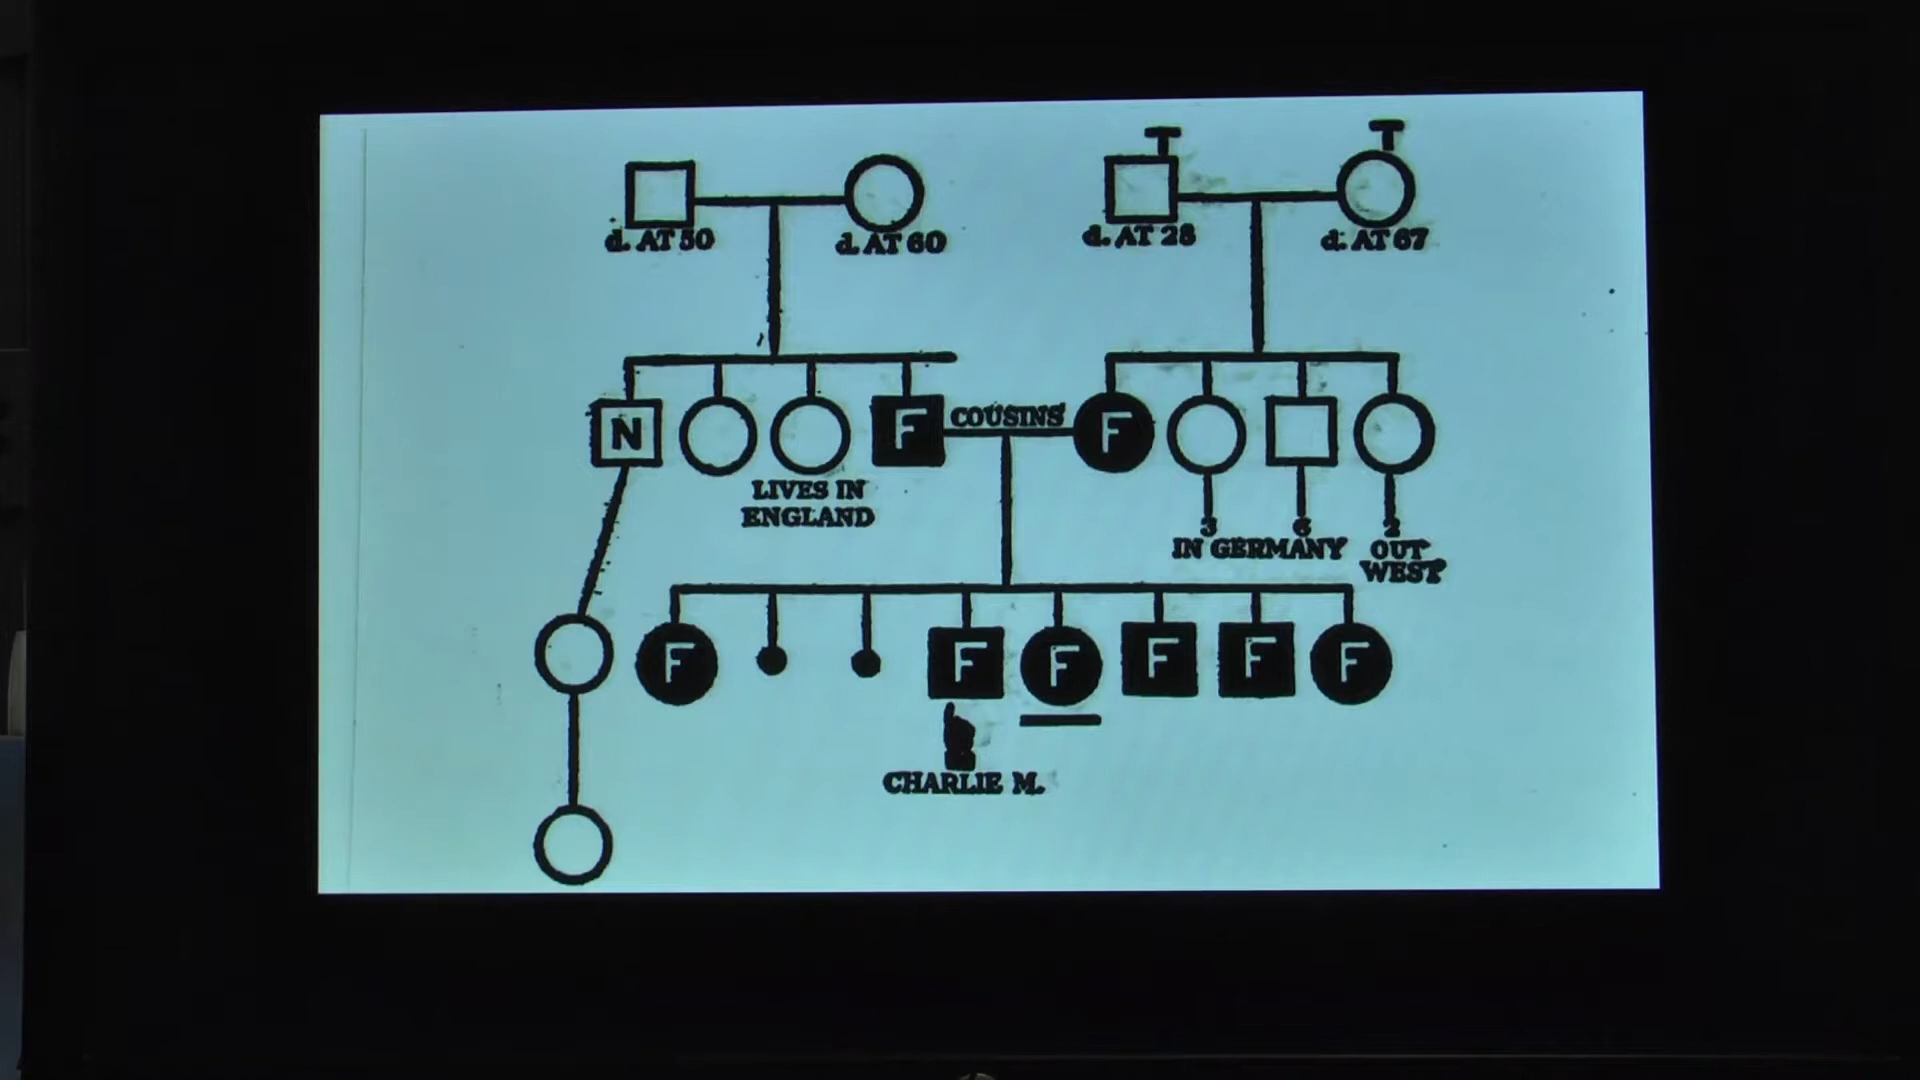 T T
d. AT 50 d. AT 60 d. AT 28 d. AT 67
N F COUSINS F
LIVES IN
ENGLAND
3 6 2
IN GERMANY OUT
WEST
F F F F F F
CHARLIE M.